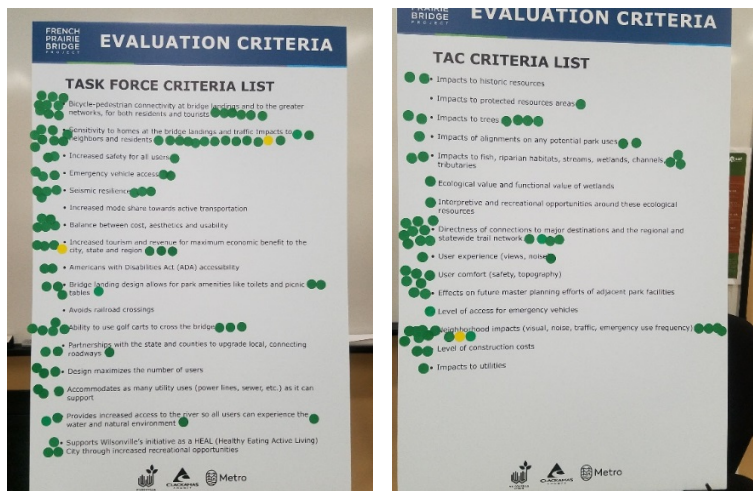 FRENCH
PRAIRIE
BRIDGE
PROJECT
EVALUATION CRITERIA
TASK FORCE CRITERIA LIST
Bicycle-pedestrian connectivity at bridge landings and to the greater
networks, for both residents and tourists
Sensitivity to homes at the bridge landings and traffic Impacts to
neighbors and residents
• Increased safety for all users
Emergency vehicle access
Seismic resilience
• Increased mode share towards active transportation
Balance between cost, aesthetics and usability
• Increased tourism and revenue for maximum economic benefit to the
city, state and region
• Americans with Disabilities Act (ADA) accessibility
Bridge landing design allows for park amenities like toilets and picnic
tables
• Avoids railroad crossings
Ability to use golf carts to cross the bridge
• Partnerships with the state and counties to upgrade local, connecting
roadways
• Design maximizes the number of users
• Accommodates as many utility uses (power lines, sewer, etc.) as it can
support
Provides increased access to the river so all users can experience the
water and natural environment
• Supports Wilsonville's initiative as a HEAL (Healthy Eating Active Living)
City through increased recreational opportunities
CLACKAMAS
COUNTY
Metro
PRAIRIE
BRIDGE
PROJECT
EVALUATION CRITERIA
TAC CRITERIA LIST
• Impacts to historic resources
• Impacts to protected resources areas
• Impacts to trees
• Impacts of alignments on any potential park uses
• Impacts to fish, riparian habitats, streams, wetlands, channels,
tributaries
Ecological value and functional value of wetlands
Interpretive and recreational opportunities around these ecological
resources
• Directness of connections to major destinations and the regional and
statewide trail network
• User experience (views, noise
User comfort (safety, topography)
• Effects on future master planning efforts of adjacent park facilities
Level of access for emergency vehicles
Neighborhood impacts (visual, noise, traffic, emergency use frequency)
Level of construction costs
• Impacts to utilities
CLACKAMAS
COUNTY
Metro